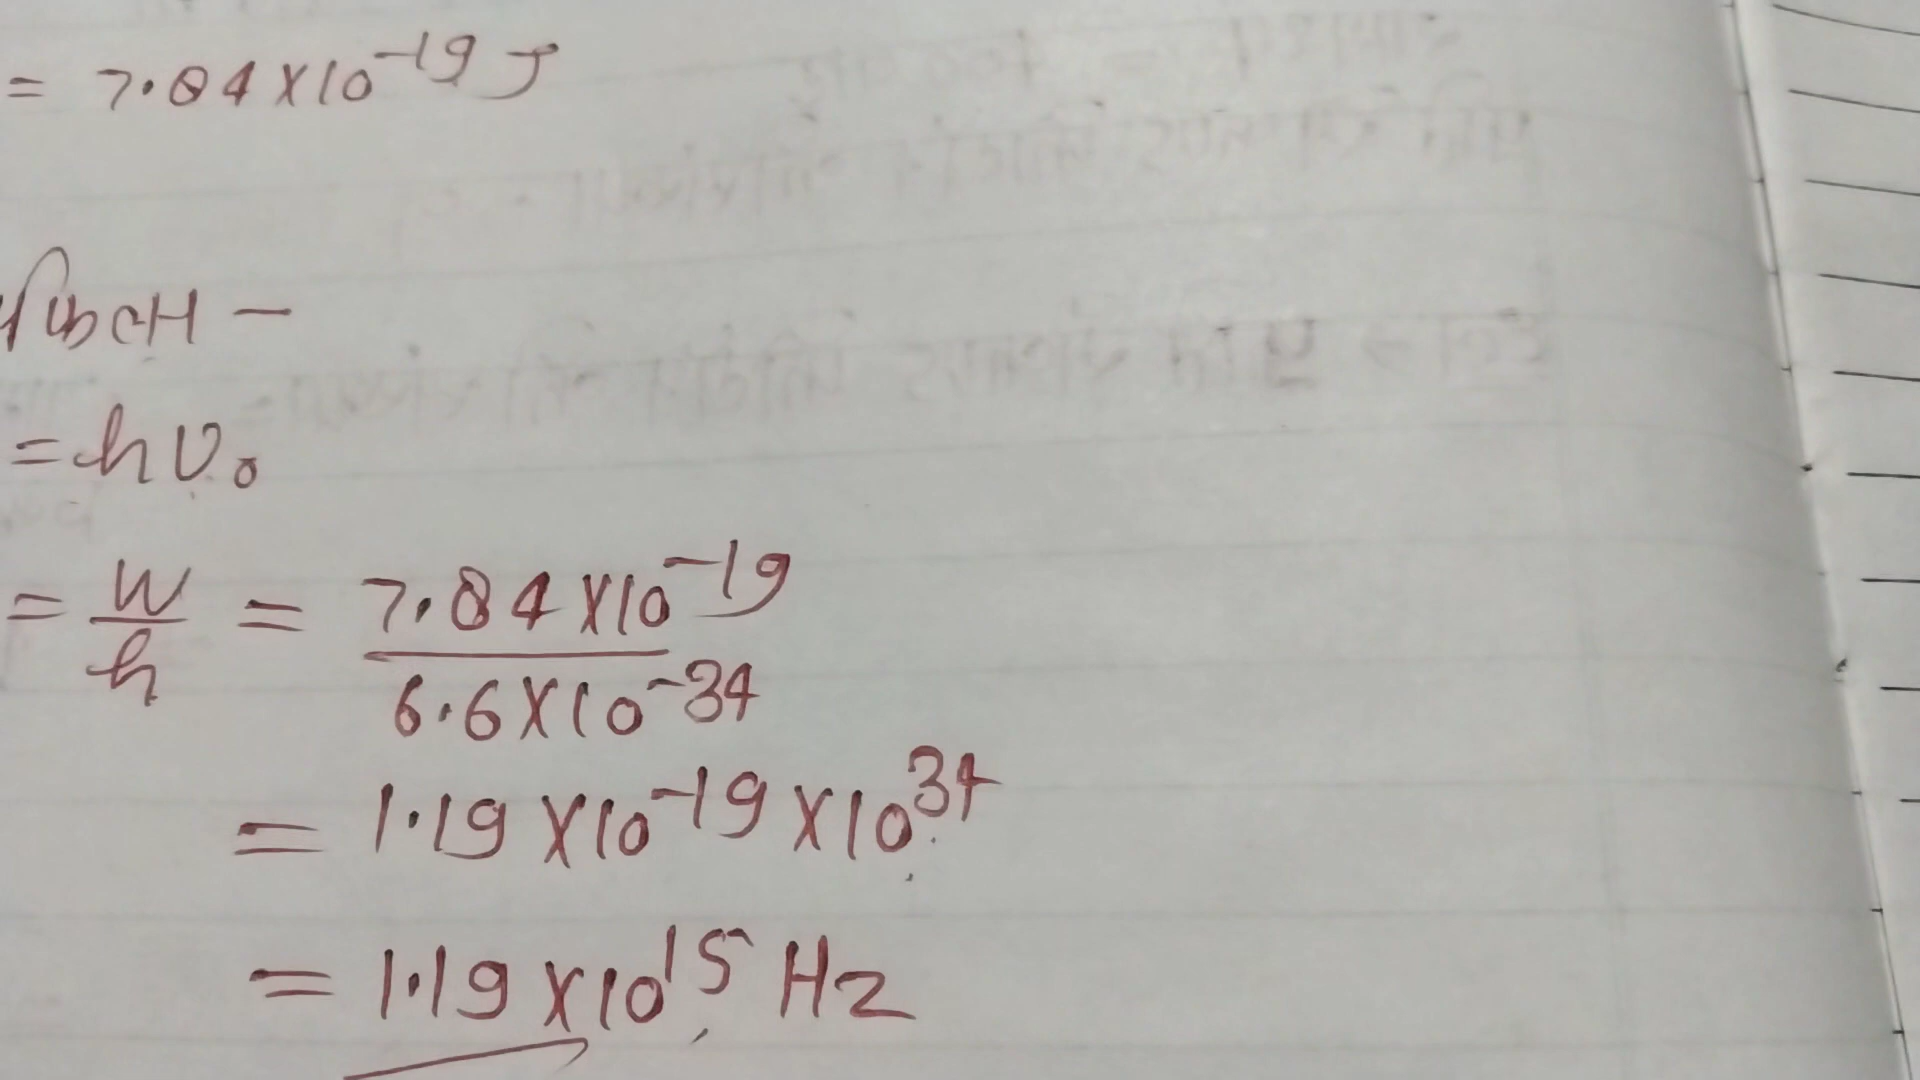 = 7.84 X 10⁻¹⁹ J
= hν₀
= W/h = 7.84 X 10⁻¹⁹ / 6.6 X 10⁻³⁴
= 1.19 X 10⁻¹⁹ X 10³⁴
= 1.19 X 10¹⁵ Hz